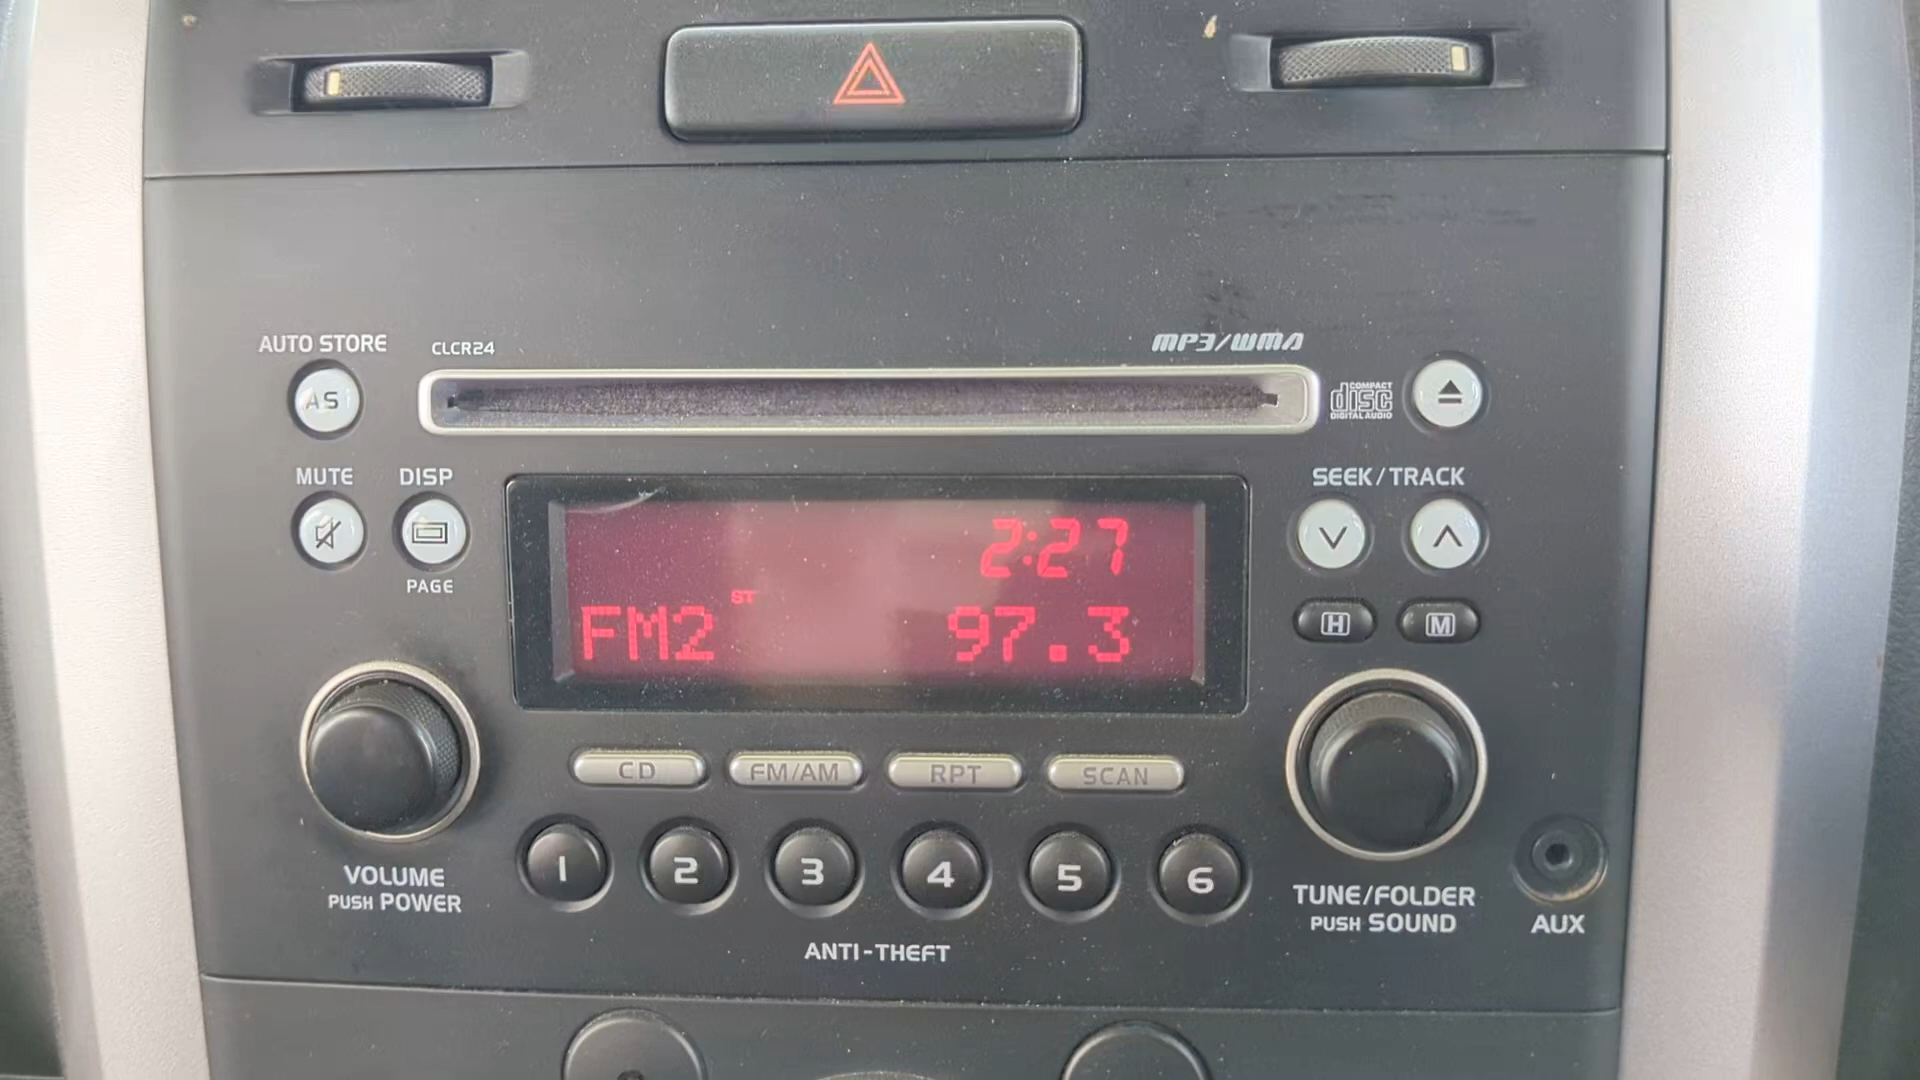 AUTO STORE
CLCR24
MP3/WMA
AS
COMPACT
disc
DIGITAL AUDIO
MUTE
DISP
SEEK/TRACK
PAGE
2:27
ST
FM2
97.3
H
M
CD
FM/AM
RPT
SCAN
1
2
3
4
5
6
VOLUME
PUSH POWER
TUNE/FOLDER
PUSH SOUND
AUX
ANTI-THEFT